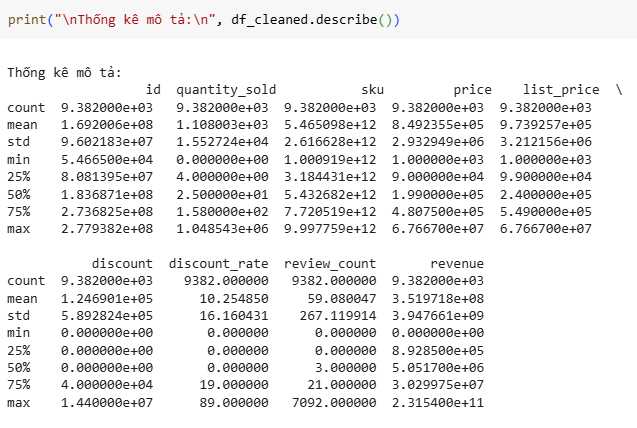 print("\nThống kê mô tả:\n", df_cleaned.describe())
Thống kê mô tả:
id quantity_sold sku price list_price \
count 9.382000e+03 9.382000e+03 9.382000e+03 9.382000e+03 9.382000e+03
mean 1.692006e+08 1.108003e+03 5.465098e+12 8.492355e+05 9.739257e+05
std 9.602183e+07 1.552724e+04 2.616628e+12 2.932949e+06 3.212156e+06
min 5.466500e+04 0.000000e+00 1.000919e+12 1.000000e+03 1.000000e+03
25% 8.081395e+07 4.000000e+00 3.184431e+12 9.000000e+04 9.900000e+04
50% 1.836871e+08 2.500000e+01 5.432682e+12 1.990000e+05 2.400000e+05
75% 2.736825e+08 1.580000e+02 7.720519e+12 4.807500e+05 5.490000e+05
max 2.779382e+08 1.048543e+06 9.997759e+12 6.766700e+07 6.766700e+07
discount discount_rate review_count revenue
count 9.382000e+03 9382.000000 9382.000000 9.382000e+03
mean 1.246901e+05 10.254850 59.080047 3.519718e+08
std 5.892824e+05 16.160431 267.119914 3.947661e+09
min 0.000000e+00 0.000000 0.000000 0.000000e+00
25% 0.000000e+00 0.000000 0.000000 8.928500e+05
50% 0.000000e+00 0.000000 3.000000 5.051700e+06
75% 4.000000e+04 19.000000 21.000000 3.029975e+07
max 1.440000e+07 89.000000 7092.000000 2.315400e+11